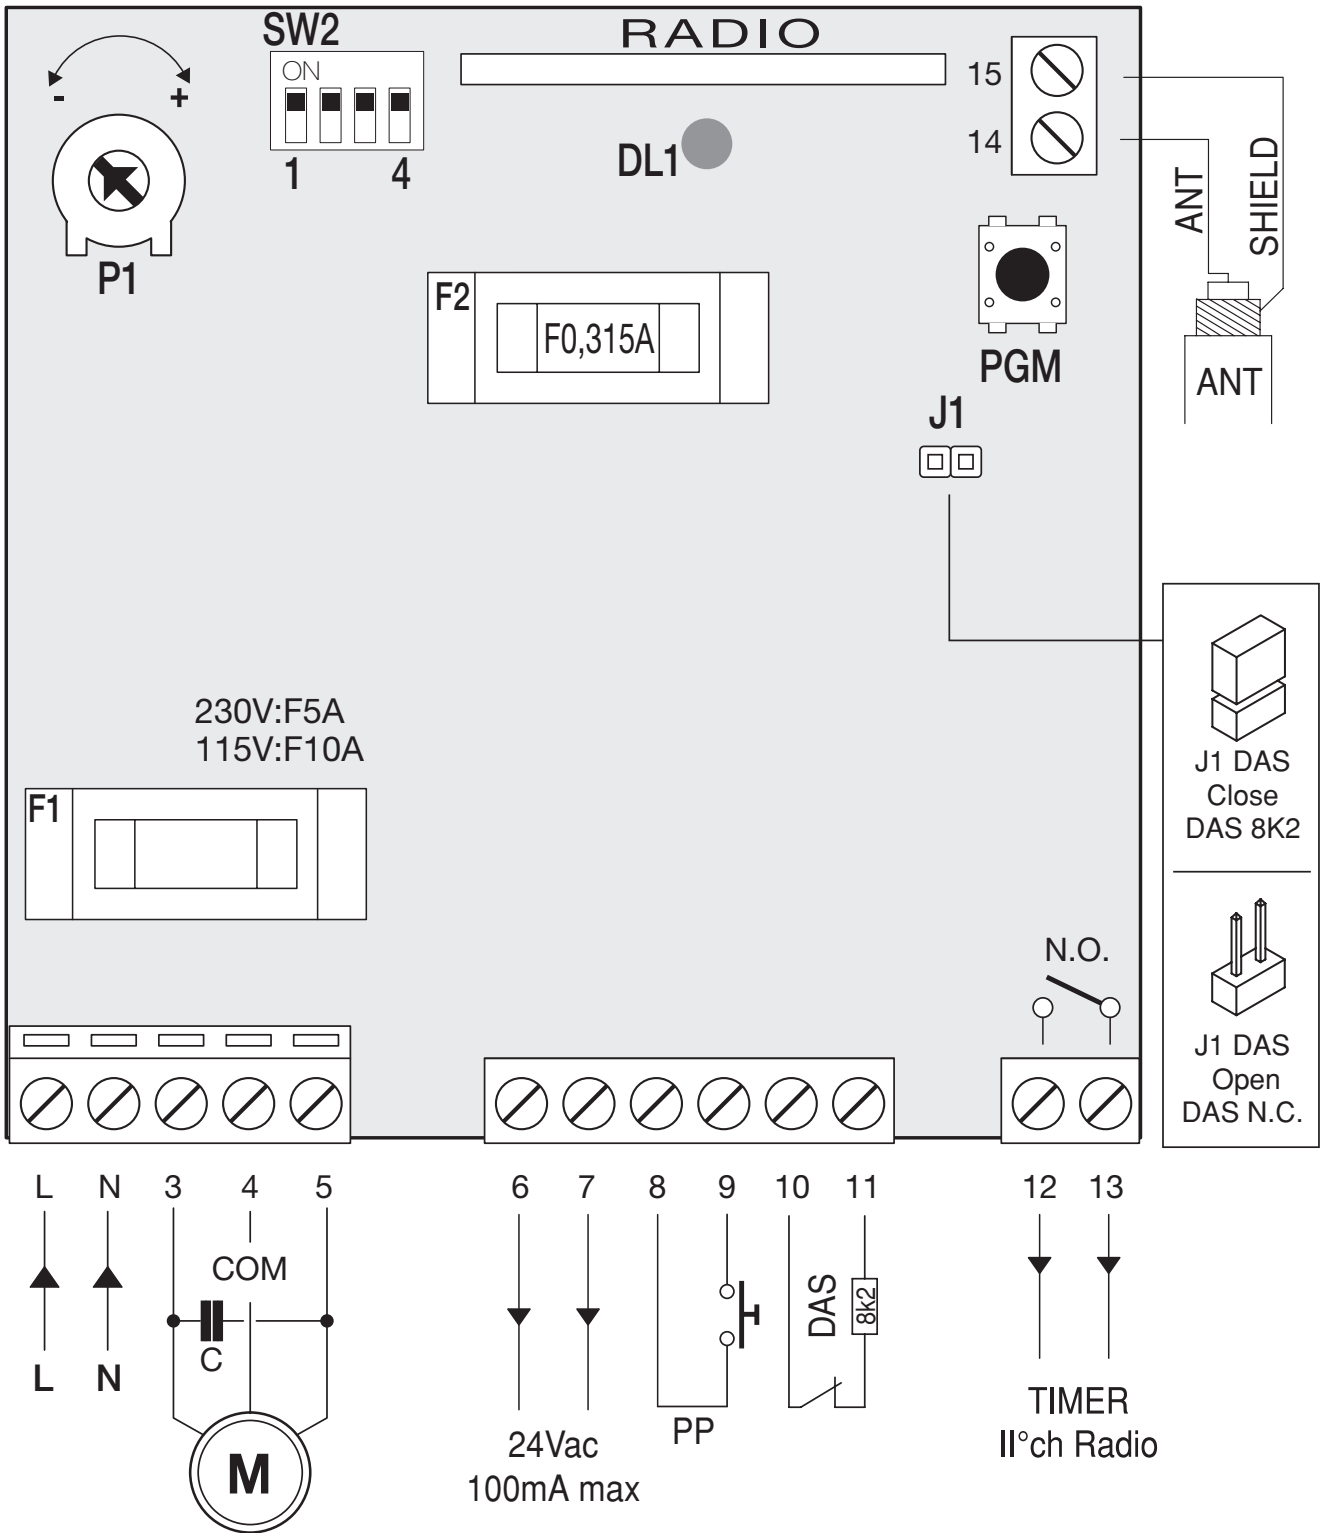 SW2
RADIO
ON
- +
1 4
15
14
DL1
ANT
SHIELD
P1
F2
F0,315A
PGM
ANT
J1
230V:F5A
115V:F10A
F1
J1 DAS
Close
DAS 8K2
N.O.
J1 DAS
Open
DAS N.C.
L N 3 4 5 6 7 8 9 10 11 12 13
COM
DAS
8k2
C
L N
M
24Vac
100mA max
PP
TIMER
II°ch Radio